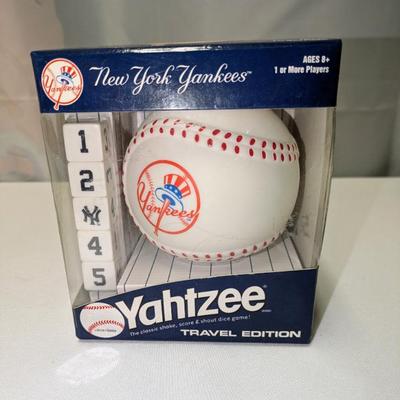 Yankees
New York Yankees™
AGES 8+
1 or More Players
1
2
NY
4
5
Yankees
Yahtzee
The classic shake, score & shout dice game!
TRAVEL EDITION